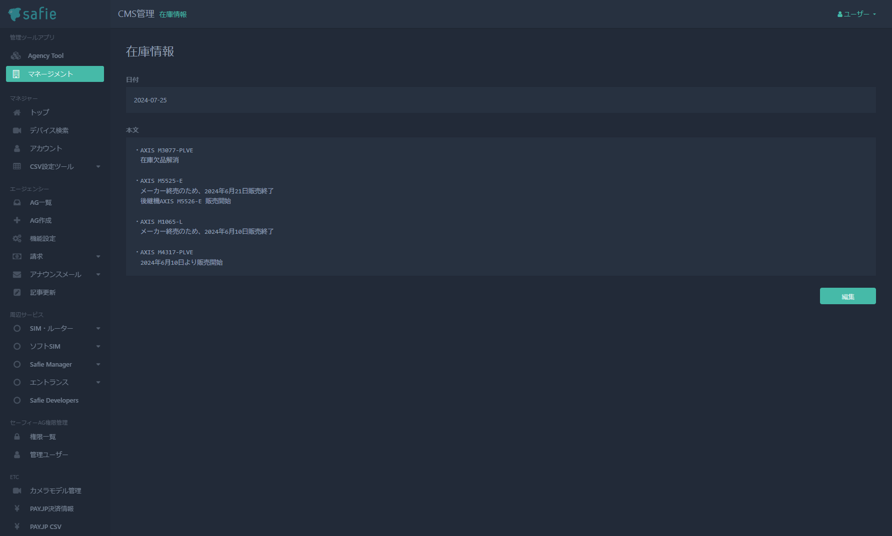 safie
CMS管理 在庫情報
ユーザー
管理ツールアプリ
Agency Tool
マネージメント
マネジャー
トップ
デバイス検索
アカウント
CSV設定ツール
エージェンシー
AG一覧
AG作成
機能設定
請求
アナウンスメール
記事更新
周辺サービス
SIM・ルーター
ソフトSIM
Safie Manager
エントランス
Safie Developers
セーフィーAG権限管理
権限一覧
管理ユーザー
ETC
カメラモデル管理
PAY.JP決済情報
PAY.JP CSV
在庫情報
日付
2024-07-25
本文
・AXIS M3077-PLVE
在庫欠品解消
・AXIS M5525-E
メーカー終売のため、2024年6月21日販売終了
後継機AXIS M5526-E 販売開始
・AXIS M1065-L
メーカー終売のため、2024年6月10日販売終了
・AXIS M4317-PLVE
2024年6月10日より販売開始
編集